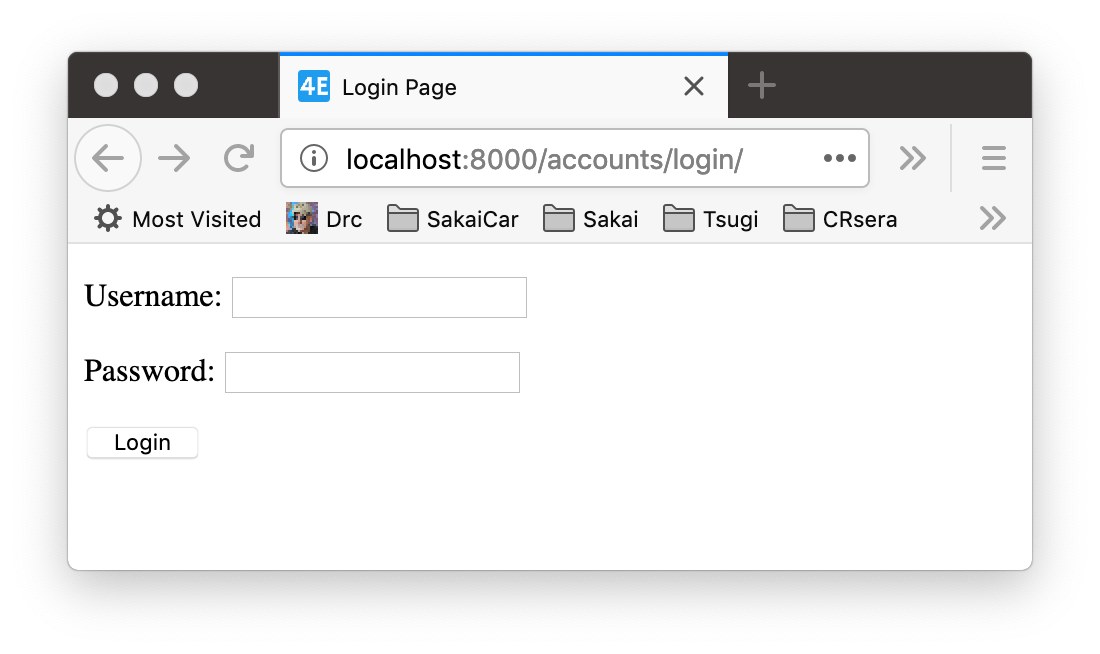 4E Login Page
localhost:8000/accounts/login/
Most Visited Drc SakaiCar Sakai Tsugi CRsera
Username:
Password:
Login